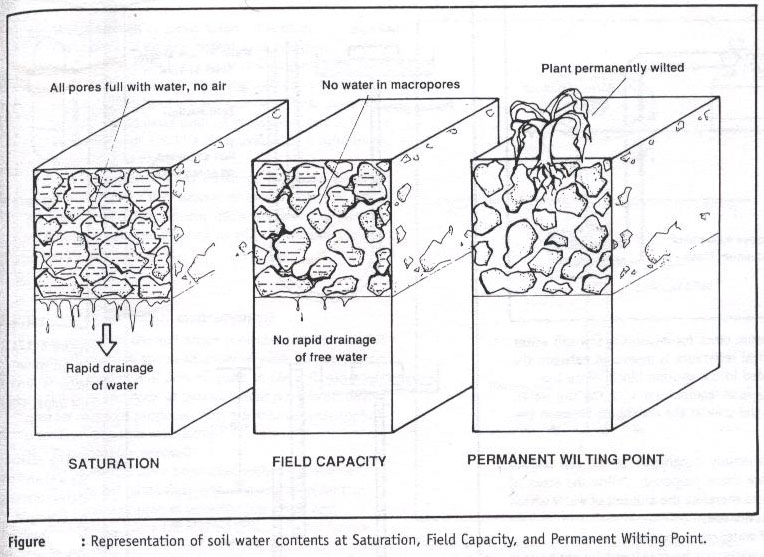 All pores full with water, no air
No water in macropores
Plant permanently wilted
Rapid drainage
of water
No rapid drainage
of free water
SATURATION
FIELD CAPACITY
PERMANENT WILTING POINT
Figure : Representation of soil water contents at Saturation, Field Capacity, and Permanent Wilting Point.